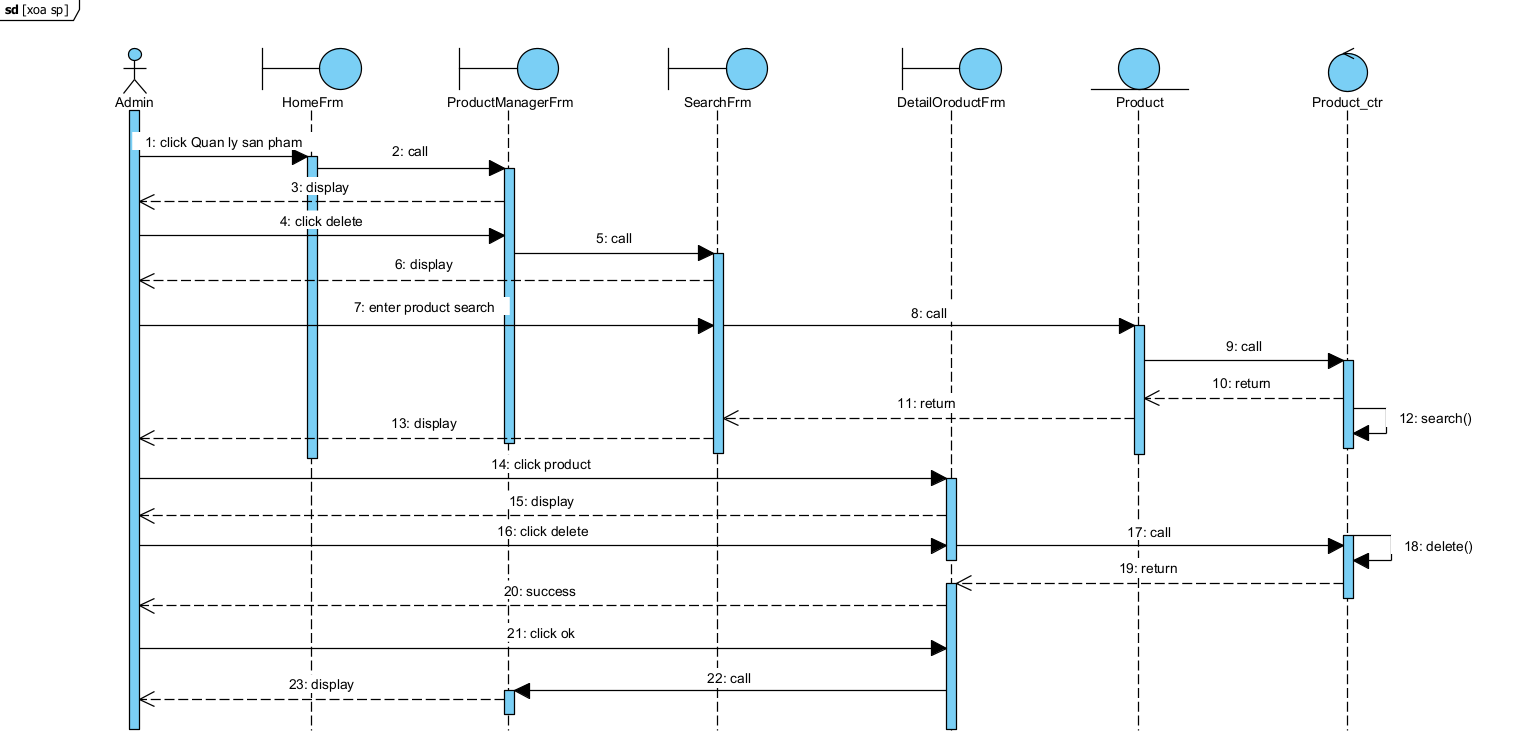 sd [xoa sp]
Admin
HomeFrm
ProductManagerFrm
SearchFrm
DetailOroductFrm
Product
Product_ctr
1: click Quan ly san pham
2: call
3: display
4: click delete
5: call
6: display
7: enter product search
8: call
9: call
10: return
11: return
12: search()
13: display
14: click product
15: display
16: click delete
17: call
18: delete()
19: return
20: success
21: click ok
22: call
23: display